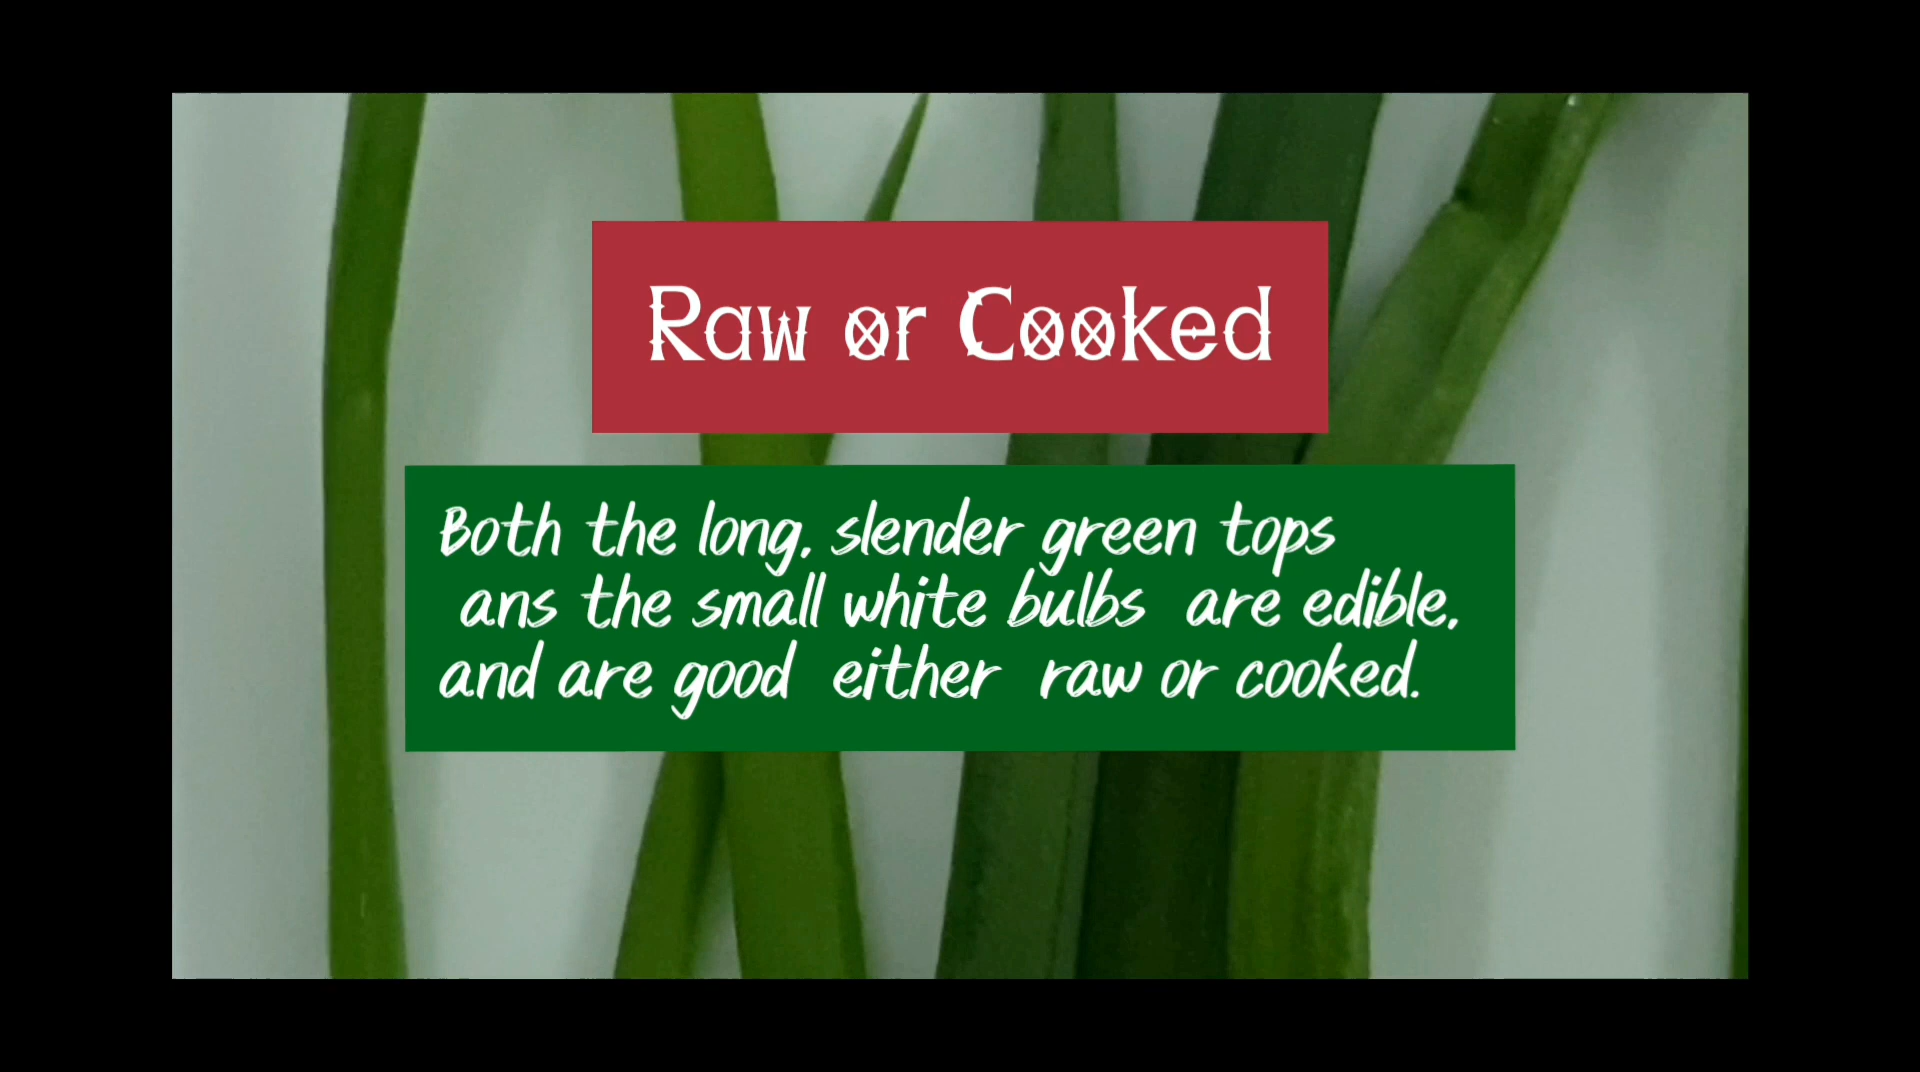 Raw or Cooked
Both the long, slender green tops
ans the small white bulbs are edible,
and are good either raw or cooked.